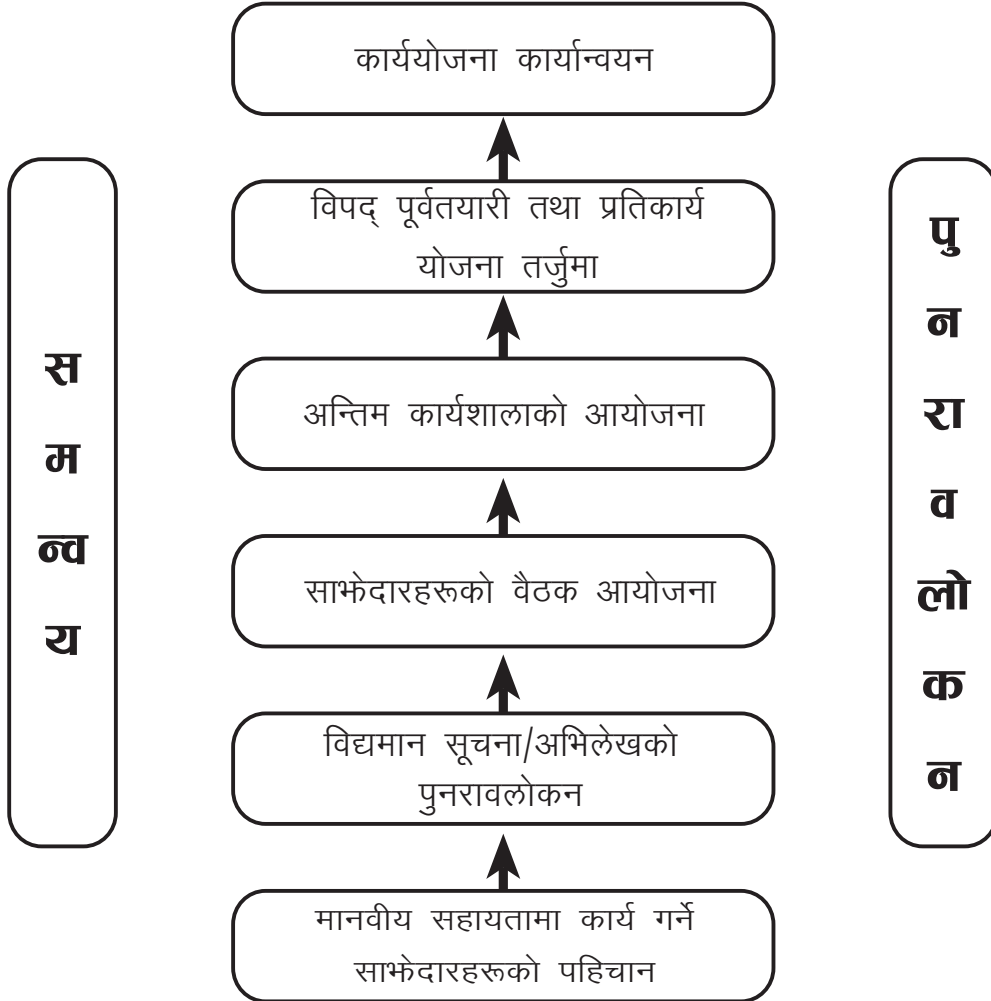 कार्ययोजना कार्यान्वयन
विपद् पूर्वतयारी तथा प्रतिकार्य
योजना तर्जुमा
अन्तिम कार्यशालाको आयोजना
साझेदारहरूको वैठक आयोजना
विद्यमान सूचना/अभिलेखको
पुनरावलोकन
मानवीय सहायतामा कार्य गर्ने
साझेदारहरूको पहिचान
स
म
न्व
य
पु
न
रा
व
लो
क
न